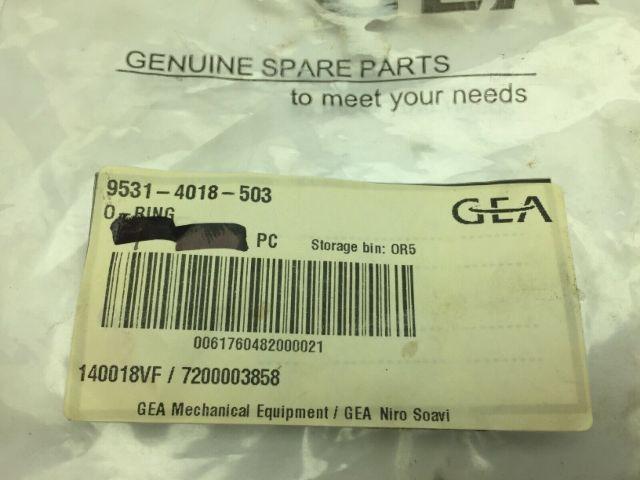 GEA
GENUINE SPARE PARTS
to meet your needs
9531-4018-503
GEA
O-RING
PC Storage bin: OR5
0061760482000021
140018VF / 7200003858
GEA Mechanical Equipment / GEA Niro Soavi